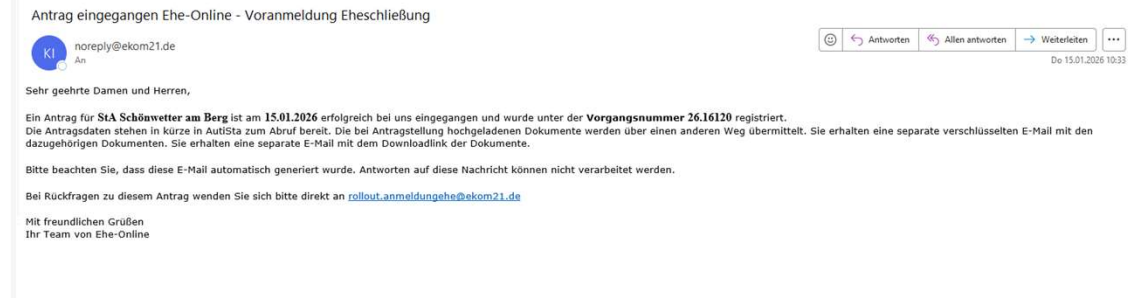 Antrag eingegangen Ehe-Online - Voranmeldung Eheschließung
KI
noreply@ekom21.de
An
Antworten
Allen antworten
Weiterleiten
Do 15.01.2026 10:33
Sehr geehrte Damen und Herren,
Ein Antrag für StA Schönwetter am Berg ist am 15.01.2026 erfolgreich bei uns eingegangen und wurde unter der Vorgangsnummer 26.16120 registriert.
Die Antragsdaten stehen in kürze in AutiSta zum Abruf bereit. Die bei Antragstellung hochgeladenen Dokumente werden über einen anderen Weg übermittelt. Sie erhalten eine separate verschlüsselten E-Mail mit den
dazugehörigen Dokumenten. Sie erhalten eine separate E-Mail mit dem Downloadlink der Dokumente.
Bitte beachten Sie, dass diese E-Mail automatisch generiert wurde. Antworten auf diese Nachricht können nicht verarbeitet werden.
Bei Rückfragen zu diesem Antrag wenden Sie sich bitte direkt an rollout.anmeldungehe@ekom21.de
Mit freundlichen Grüßen
Ihr Team von Ehe-Online